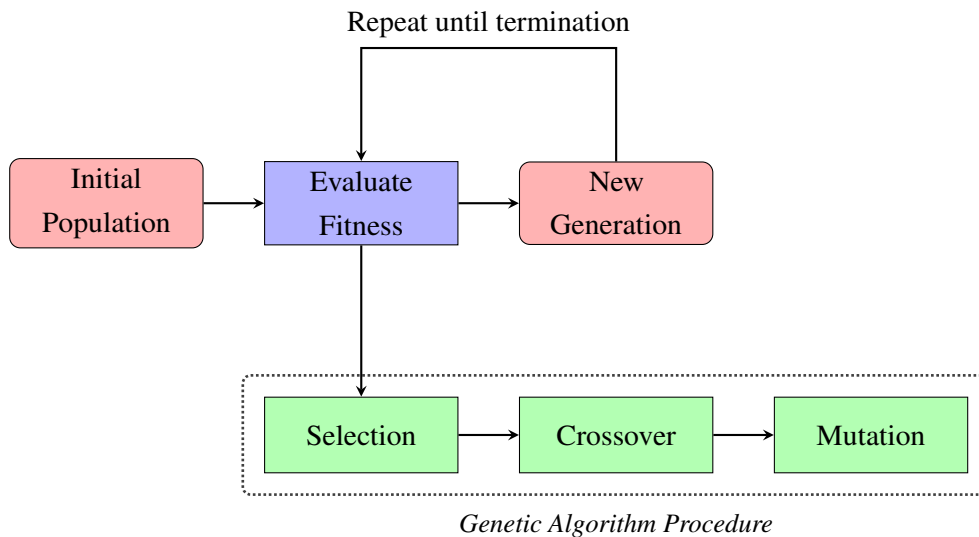 Repeat until termination
Initial
Population
Evaluate
Fitness
New
Generation
Selection
Crossover
Mutation
Genetic Algorithm Procedure